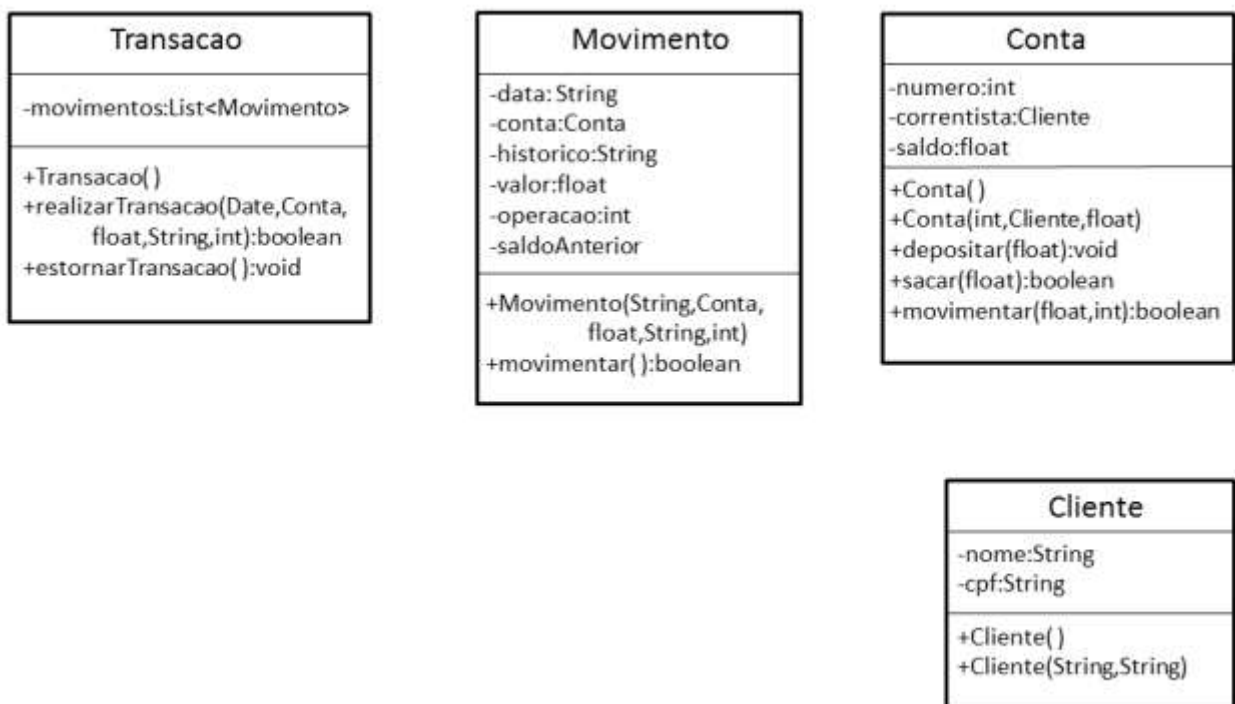 Transacao
-movimentos:List<Movimento>
+Transacao()
+realizarTransacao(Date,Conta,
float,String,int):boolean
+estornarTransacao():void
Movimento
-data: String
-conta:Conta
-historico:String
-valor:float
-operacao:int
-saldoAnterior
+Movimento(String,Conta,
float,String,int)
+movimentar():boolean
Conta
-numero:int
-correntista:Cliente
-saldo:float
+Conta()
+Conta(int,Cliente,float)
+depositar(float):void
+sacar(float):boolean
+movimentar(float,int):boolean
Cliente
-nome:String
-cpf:String
+Cliente()
+Cliente(String,String)